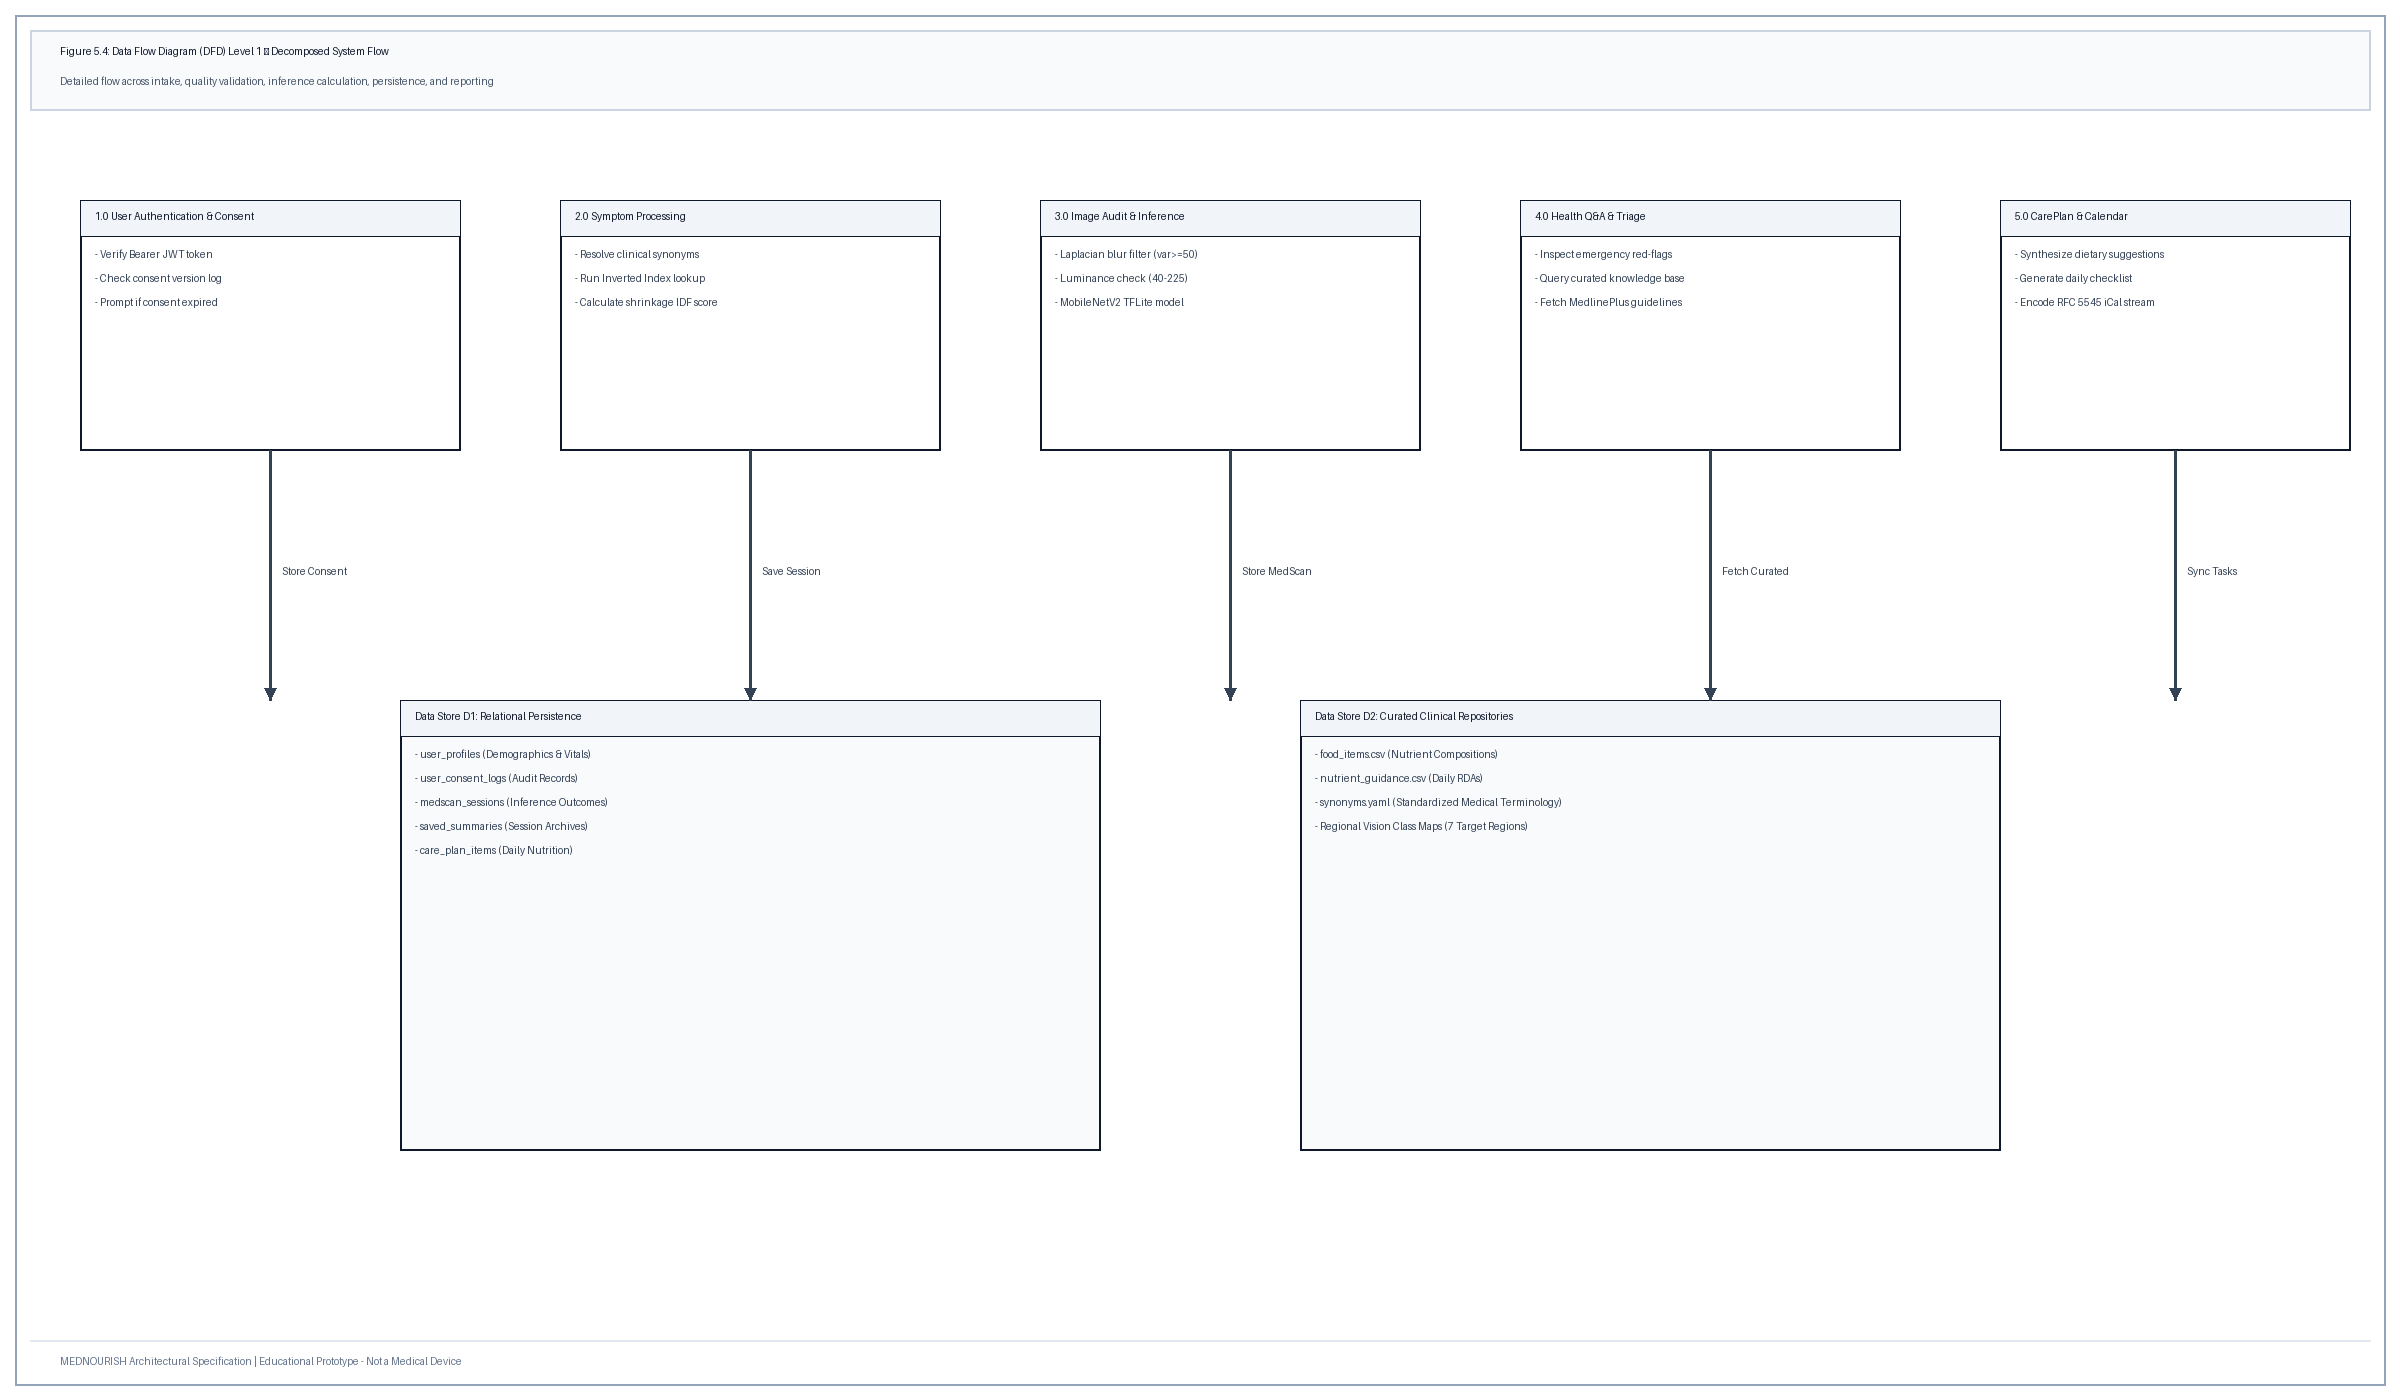 Figure 5.4: Data Flow Diagram (DFD) Level 1 Decomposed System Flow
Detailed flow across intake, quality validation, inference calculation, persistence, and reporting
1.0 User Authentication & Consent
- Verify Bearer JWT token
- Check consent version log
- Prompt if consent expired
2.0 Symptom Processing
- Resolve clinical synonyms
- Run Inverted Index lookup
- Calculate shrinkage IDF score
3.0 Image Audit & Inference
- Laplacian blur filter (var>=50)
- Luminance check (40-225)
- MobileNetV2 TFLite model
4.0 Health Q&A & Triage
- Inspect emergency red-flags
- Query curated knowledge base
- Fetch MedlinePlus guidelines
5.0 CarePlan & Calendar
- Synthesize dietary suggestions
- Generate daily checklist
- Encode RFC 5545 iCal stream
Store Consent
Save Session
Store MedScan
Fetch Curated
Sync Tasks
Data Store D1: Relational Persistence
- user_profiles (Demographics & Vitals)
- user_consent_logs (Audit Records)
- medscan_sessions (Inference Outcomes)
- saved_summaries (Session Archives)
- care_plan_items (Daily Nutrition)
Data Store D2: Curated Clinical Repositories
- food_items.csv (Nutrient Compositions)
- nutrient_guidance.csv (Daily RDAs)
- synonyms.yaml (Standardized Medical Terminology)
- Regional Vision Class Maps (7 Target Regions)
MEDNOURISH Architectural Specification | Educational Prototype - Not a Medical Device